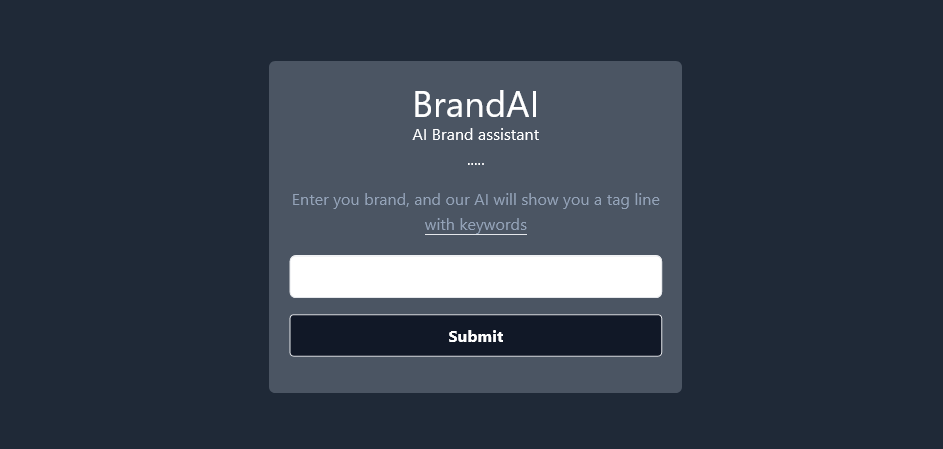 BrandAI
AI Brand assistant
.....
Enter you brand, and our AI will show you a tag line
with keywords
Submit